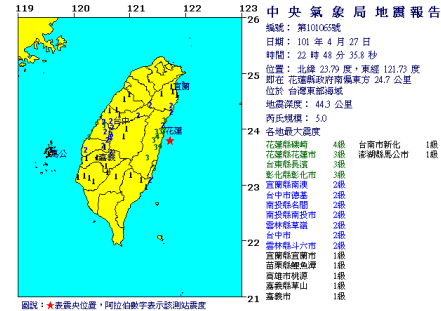 中央氣象局地震報告
編號： 第101065號
日期： 101 年 4 月 27 日
時間： 22 時 48 分 35.8 秒
位置： 北緯 23.79 度，東經 121.73 度
即在 花蓮縣政府南偏東方 24.7 公里
位於 台灣東部海域
地震深度： 44.3 公里
芮氏規模： 5.0
各地最大震度
花蓮縣磯崎 4級 台南市新化 1級
花蓮縣花蓮市 3級 澎湖縣馬公市 1級
台東縣長濱 3級
彰化縣彰化市 3級
宜蘭縣南澳 2級
台中市德基 2級
南投縣名間 2級
南投縣南投市 2級
雲林縣草嶺 2級
台中市 2級
雲林縣斗六市 2級
宜蘭縣宜蘭市 1級
苗栗縣鯉魚潭 1級
高雄市桃源 1級
嘉義縣草山 1級
嘉義市 1級
119 120 121 122 123
26
25
24
23
22
21
宜蘭
台中
花蓮
馬公
嘉義
圖說：★表震央位置，阿拉伯數字表示該測站震度